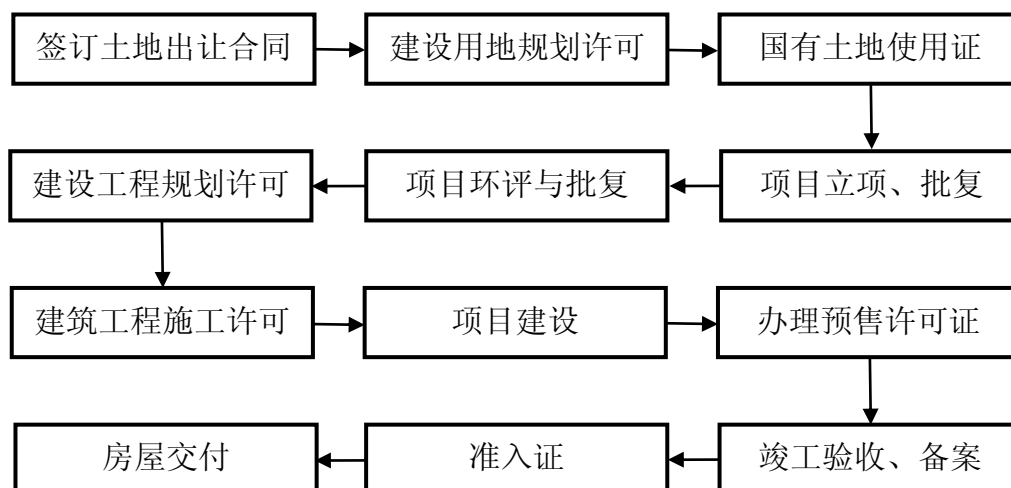 签订土地出让合同
建设用地规划许可
国有土地使用证
项目立项、批复
项目环评与批复
建设工程规划许可
建筑工程施工许可
项目建设
办理预售许可证
竣工验收、备案
准入证
房屋交付